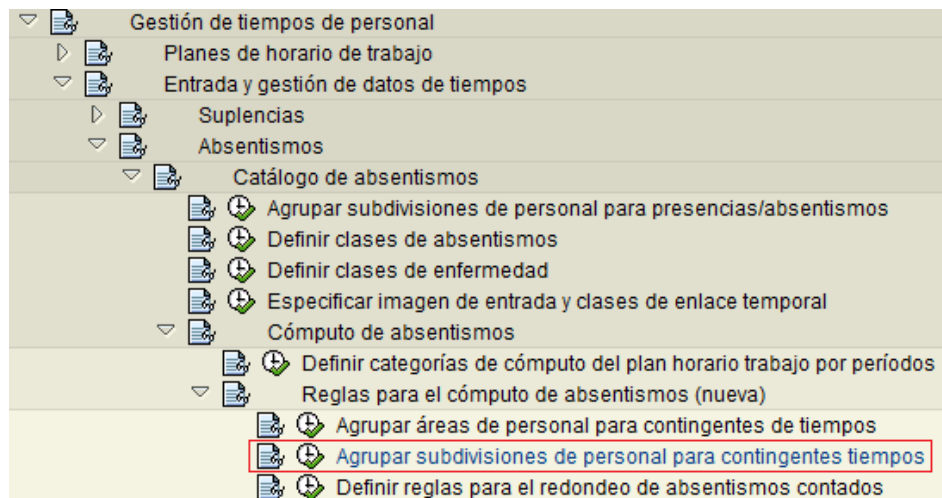 Gestión de tiempos de personal
Planes de horario de trabajo
Entrada y gestión de datos de tiempos
Suplencias
Absentismos
Catálogo de absentismos
Agrupar subdivisiones de personal para presencias/absentismos
Definir clases de absentismos
Definir clases de enfermedad
Especificar imagen de entrada y clases de enlace temporal
Cómputo de absentismos
Definir categorías de cómputo del plan horario trabajo por períodos
Reglas para el cómputo de absentismos (nueva)
Agrupar áreas de personal para contingentes de tiempos
Agrupar subdivisiones de personal para contingentes tiempos
Definir reglas para el redondeo de absentismos contados